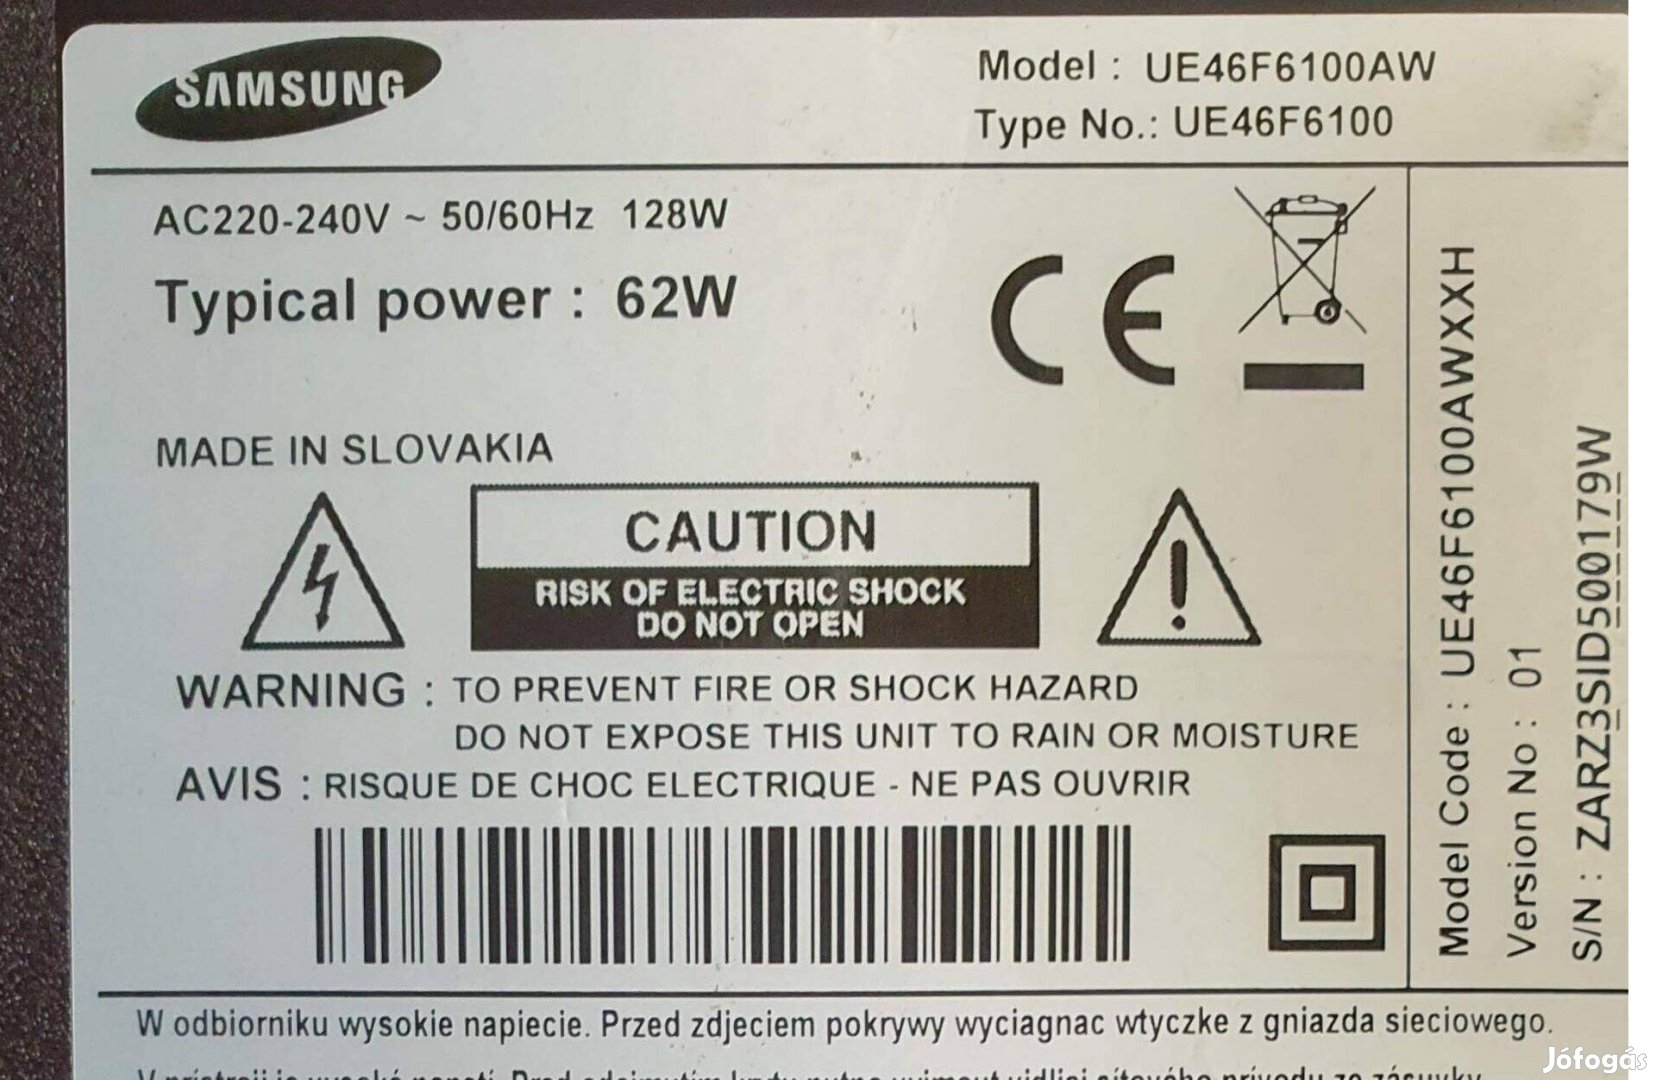 SAMSUNG
Model : UE46F6100AW
Type No.: UE46F6100
AC220-240V ~ 50/60Hz 128W
Typical power : 62W
CE
MADE IN SLOVAKIA
CAUTION
RISK OF ELECTRIC SHOCK
DO NOT OPEN
WARNING : TO PREVENT FIRE OR SHOCK HAZARD
DO NOT EXPOSE THIS UNIT TO RAIN OR MOISTURE
AVIS : RISQUE DE CHOC ELECTRIQUE - NE PAS OUVRIR
Model Code : UE46F6100AWXXH
Version No : 01
S/N : ZARZ3SID500179W
W odbiorniku wysokie napiecie. Przed zdjeciem pokrywy wyciagnac wtyczke z gniazda sieciowego.
Jófogás